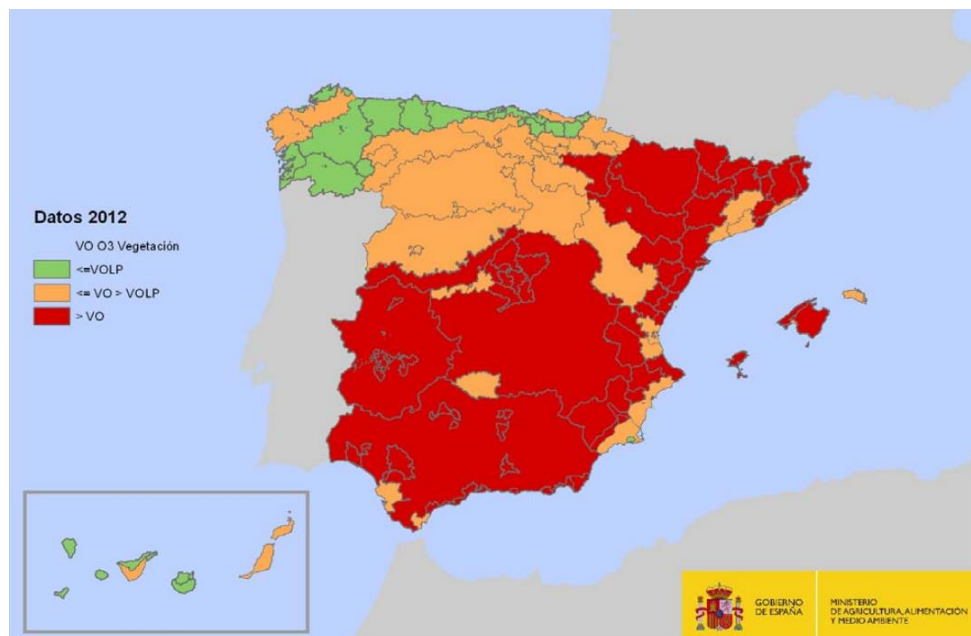 Datos 2012
VO O3 Vegetación
<=VOLP
<= VO > VOLP
> VO
GOBIERNO
DE ESPAÑA
MINISTERIO
DE AGRICULTURA, ALIMENTACIÓN
Y MEDIO AMBIENTE